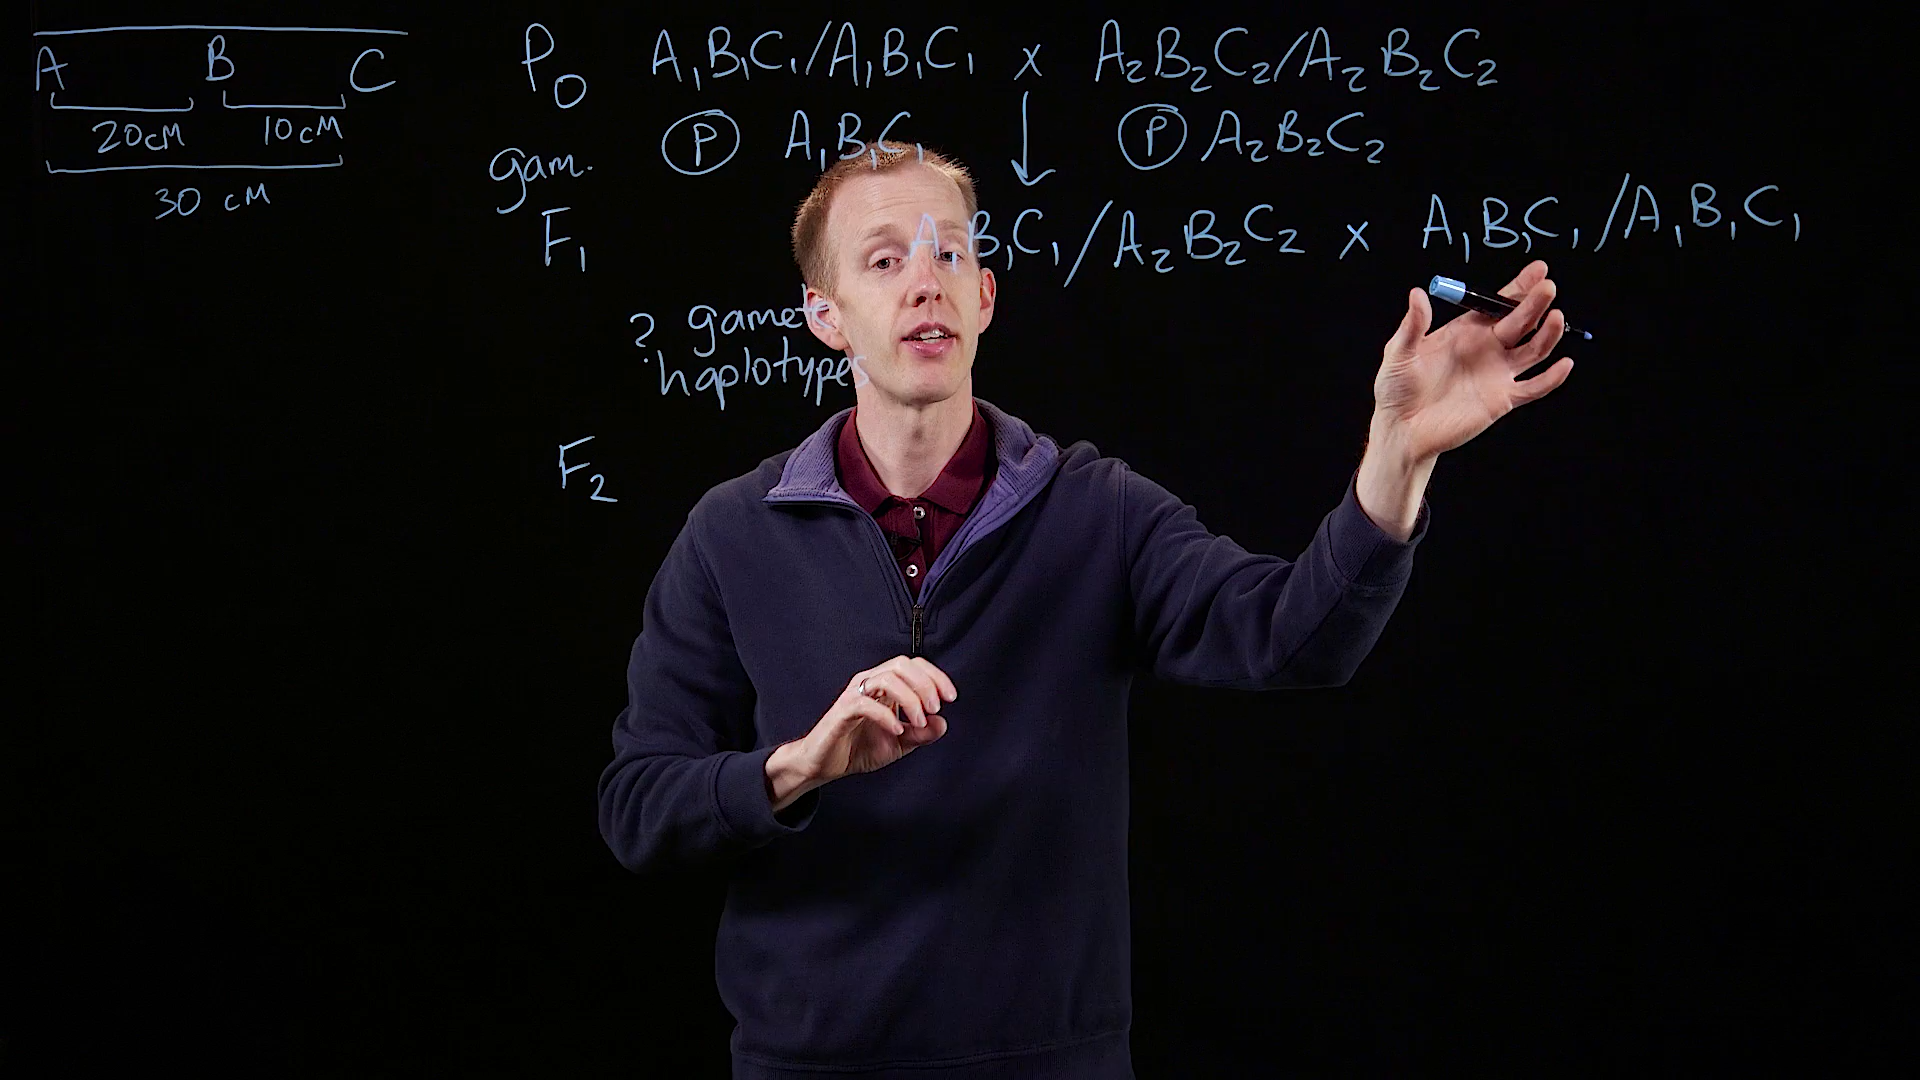 A B C
20cM 10cM
30 cM
P₀ A₁B₁C₁/A₁B₁C₁ x A₂B₂C₂/A₂B₂C₂
gam. Ⓟ A₁B₁C₁ Ⓟ A₂B₂C₂
F₁ A₁B₁C₁/A₂B₂C₂ x A₁B₁C₁/A₁B₁C₁
? gamete
haplotypes
F₂